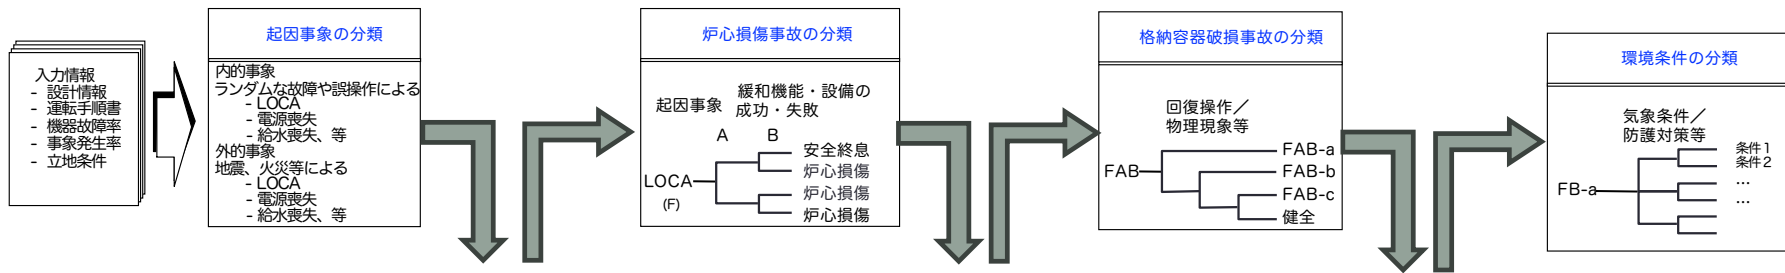 入力情報
- 設計情報
- 運転手順書
- 機器故障率
- 事象発生率
- 立地条件
起因事象の分類
内的事象
ランダムな故障や誤操作による
- LOCA
- 電源喪失
- 給水喪失、等
外的事象
地震、火災等による
- LOCA
- 電源喪失
- 給水喪失、等
炉心損傷事故の分類
起因事象
緩和機能・設備の
成功・失敗
A B
安全終息
炉心損傷
LOCA
(F)
炉心損傷
炉心損傷
格納容器破損事故の分類
回復操作／
物理現象等
FAB
FAB-a
FAB-b
FAB-c
健全
環境条件の分類
気象条件／
防護対策等
条件1
条件2
FB-a
...
...